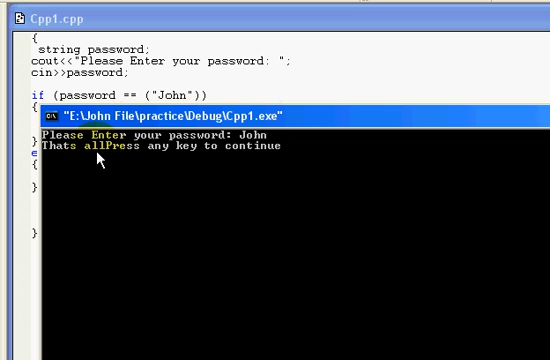 Cpp1.cpp
{
string password;
cout<<"Please Enter your password: ";
cin>>password;
if (password == ("John"))
{
"E:\John File\practice\Debug\Cpp1.exe"
Please Enter your password: John
Thats allPress any key to continue
}
e
{
}
}